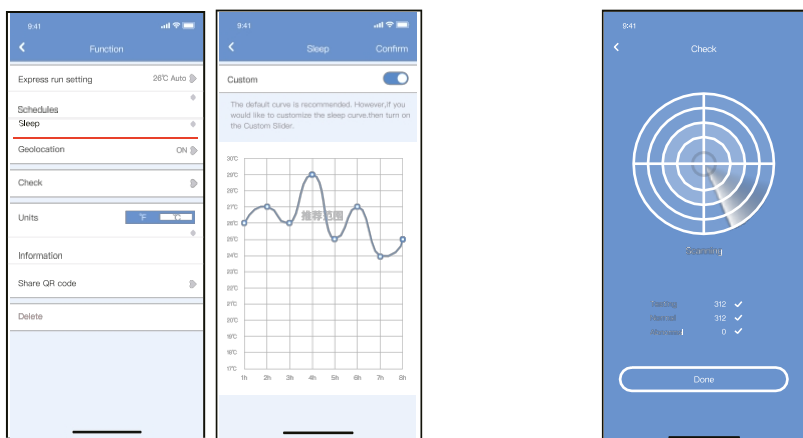 9:41
Function
Express run setting
26℃ Auto
Schedules
Sleep
Geolocation
ON
Check
Units
°F
℃
Information
Share QR code
Delete
9:41
Sleep
Confirm
Custom
The default curve is recommended. However,if you
would like to customize the sleep curve,then turn on
the Custom Slider.
30℃
29℃
28℃
27℃
26℃
25℃
24℃
23℃
22℃
21℃
20℃
19℃
18℃
17℃
推荐范围
1h 2h 3h 4h 5h 6h 7h 8h
9:41
Check
Scanning
312
312
0
Done